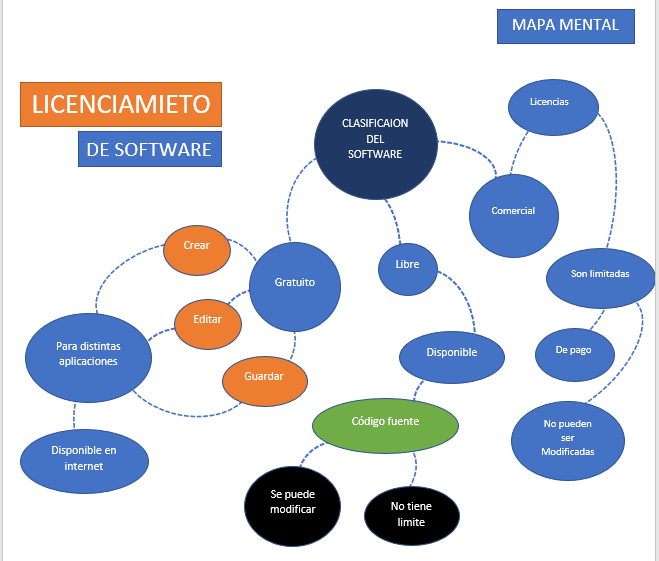 MAPA MENTAL
LICENCIAMIETO
DE SOFTWARE
CLASIFICAION
DEL
SOFTWARE
Licencias
Comercial
Son limitadas
De pago
No pueden
ser
Modificadas
Libre
Disponible
Código fuente
Se puede
modificar
No tiene
limite
Gratuito
Crear
Editar
Guardar
Para distintas
aplicaciones
Disponible en
internet